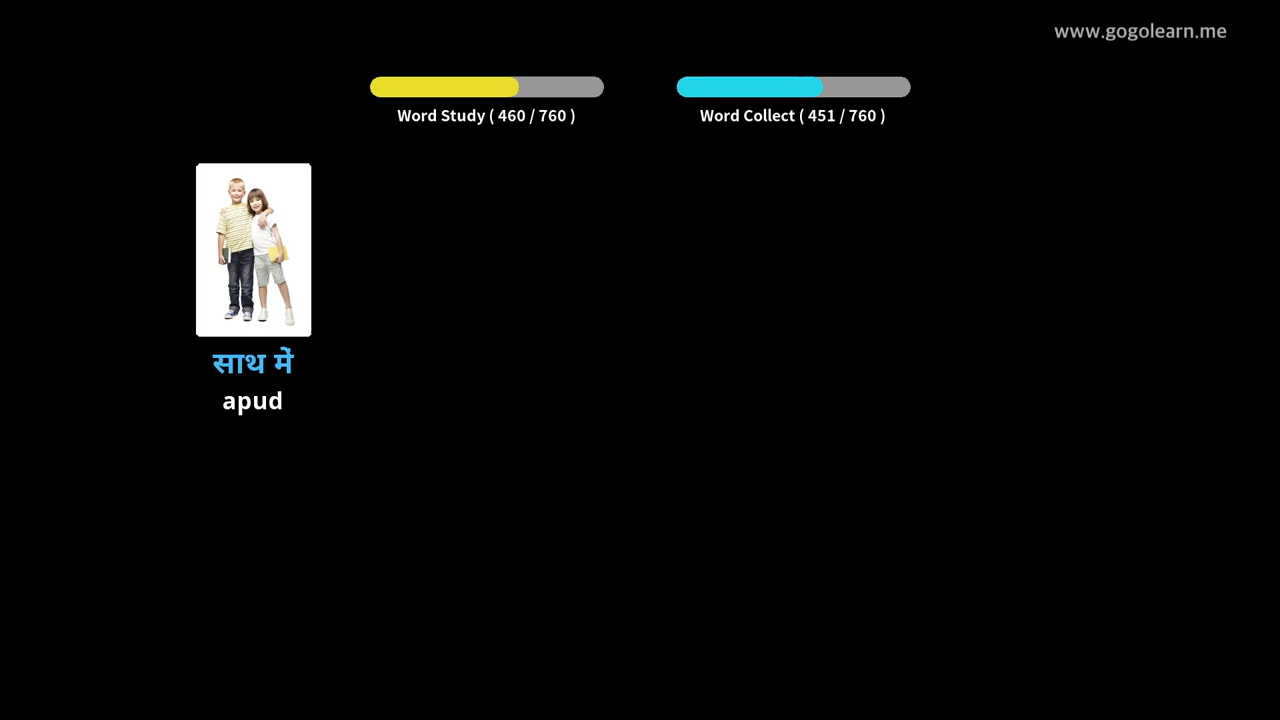 www.gogolearn.me
Word Study ( 460 / 760 )
Word Collect ( 451 / 760 )
साथ में
apud